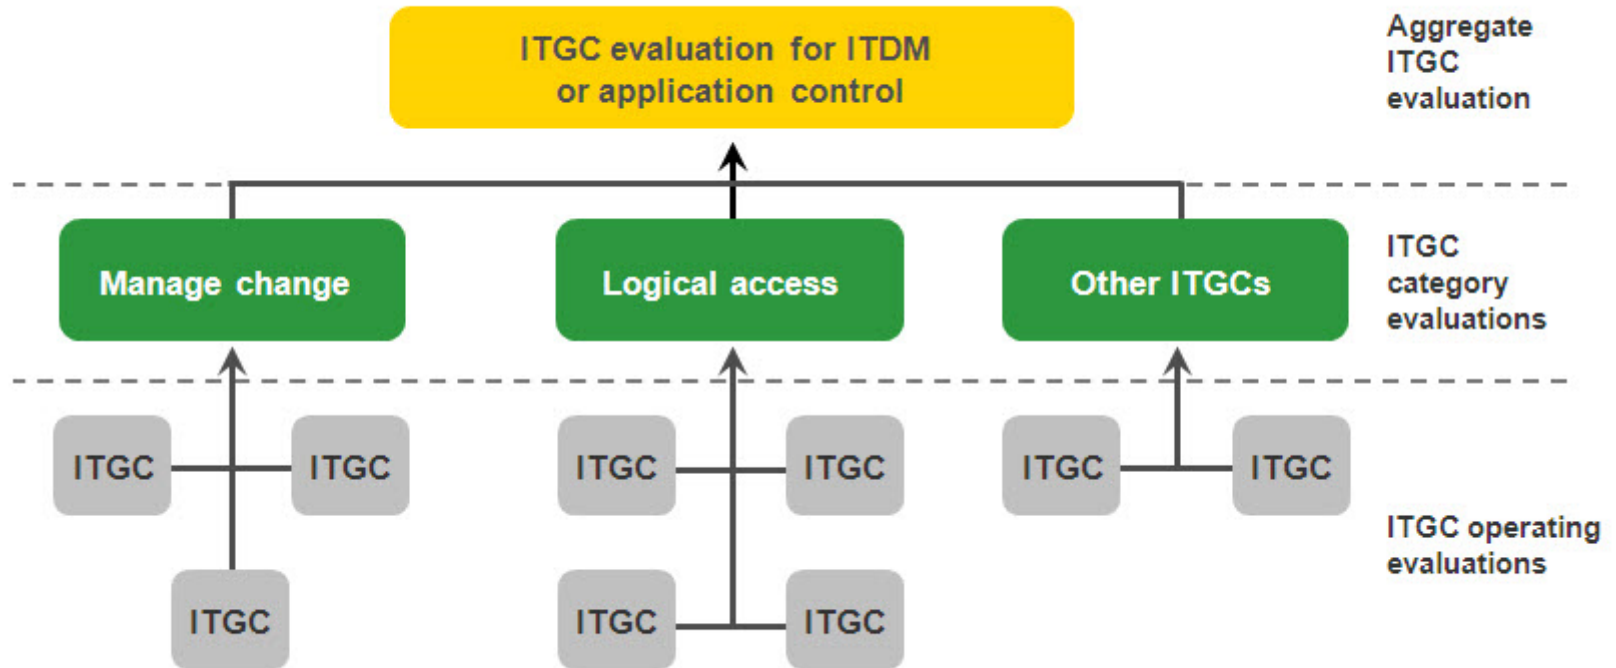 ITGC evaluation for ITDM
or application control
Aggregate
ITGC
evaluation
Manage change
Logical access
Other ITGCs
ITGC
category
evaluations
ITGC
ITGC
ITGC
ITGC
ITGC
ITGC
ITGC operating
evaluations
ITGC
ITGC
ITGC